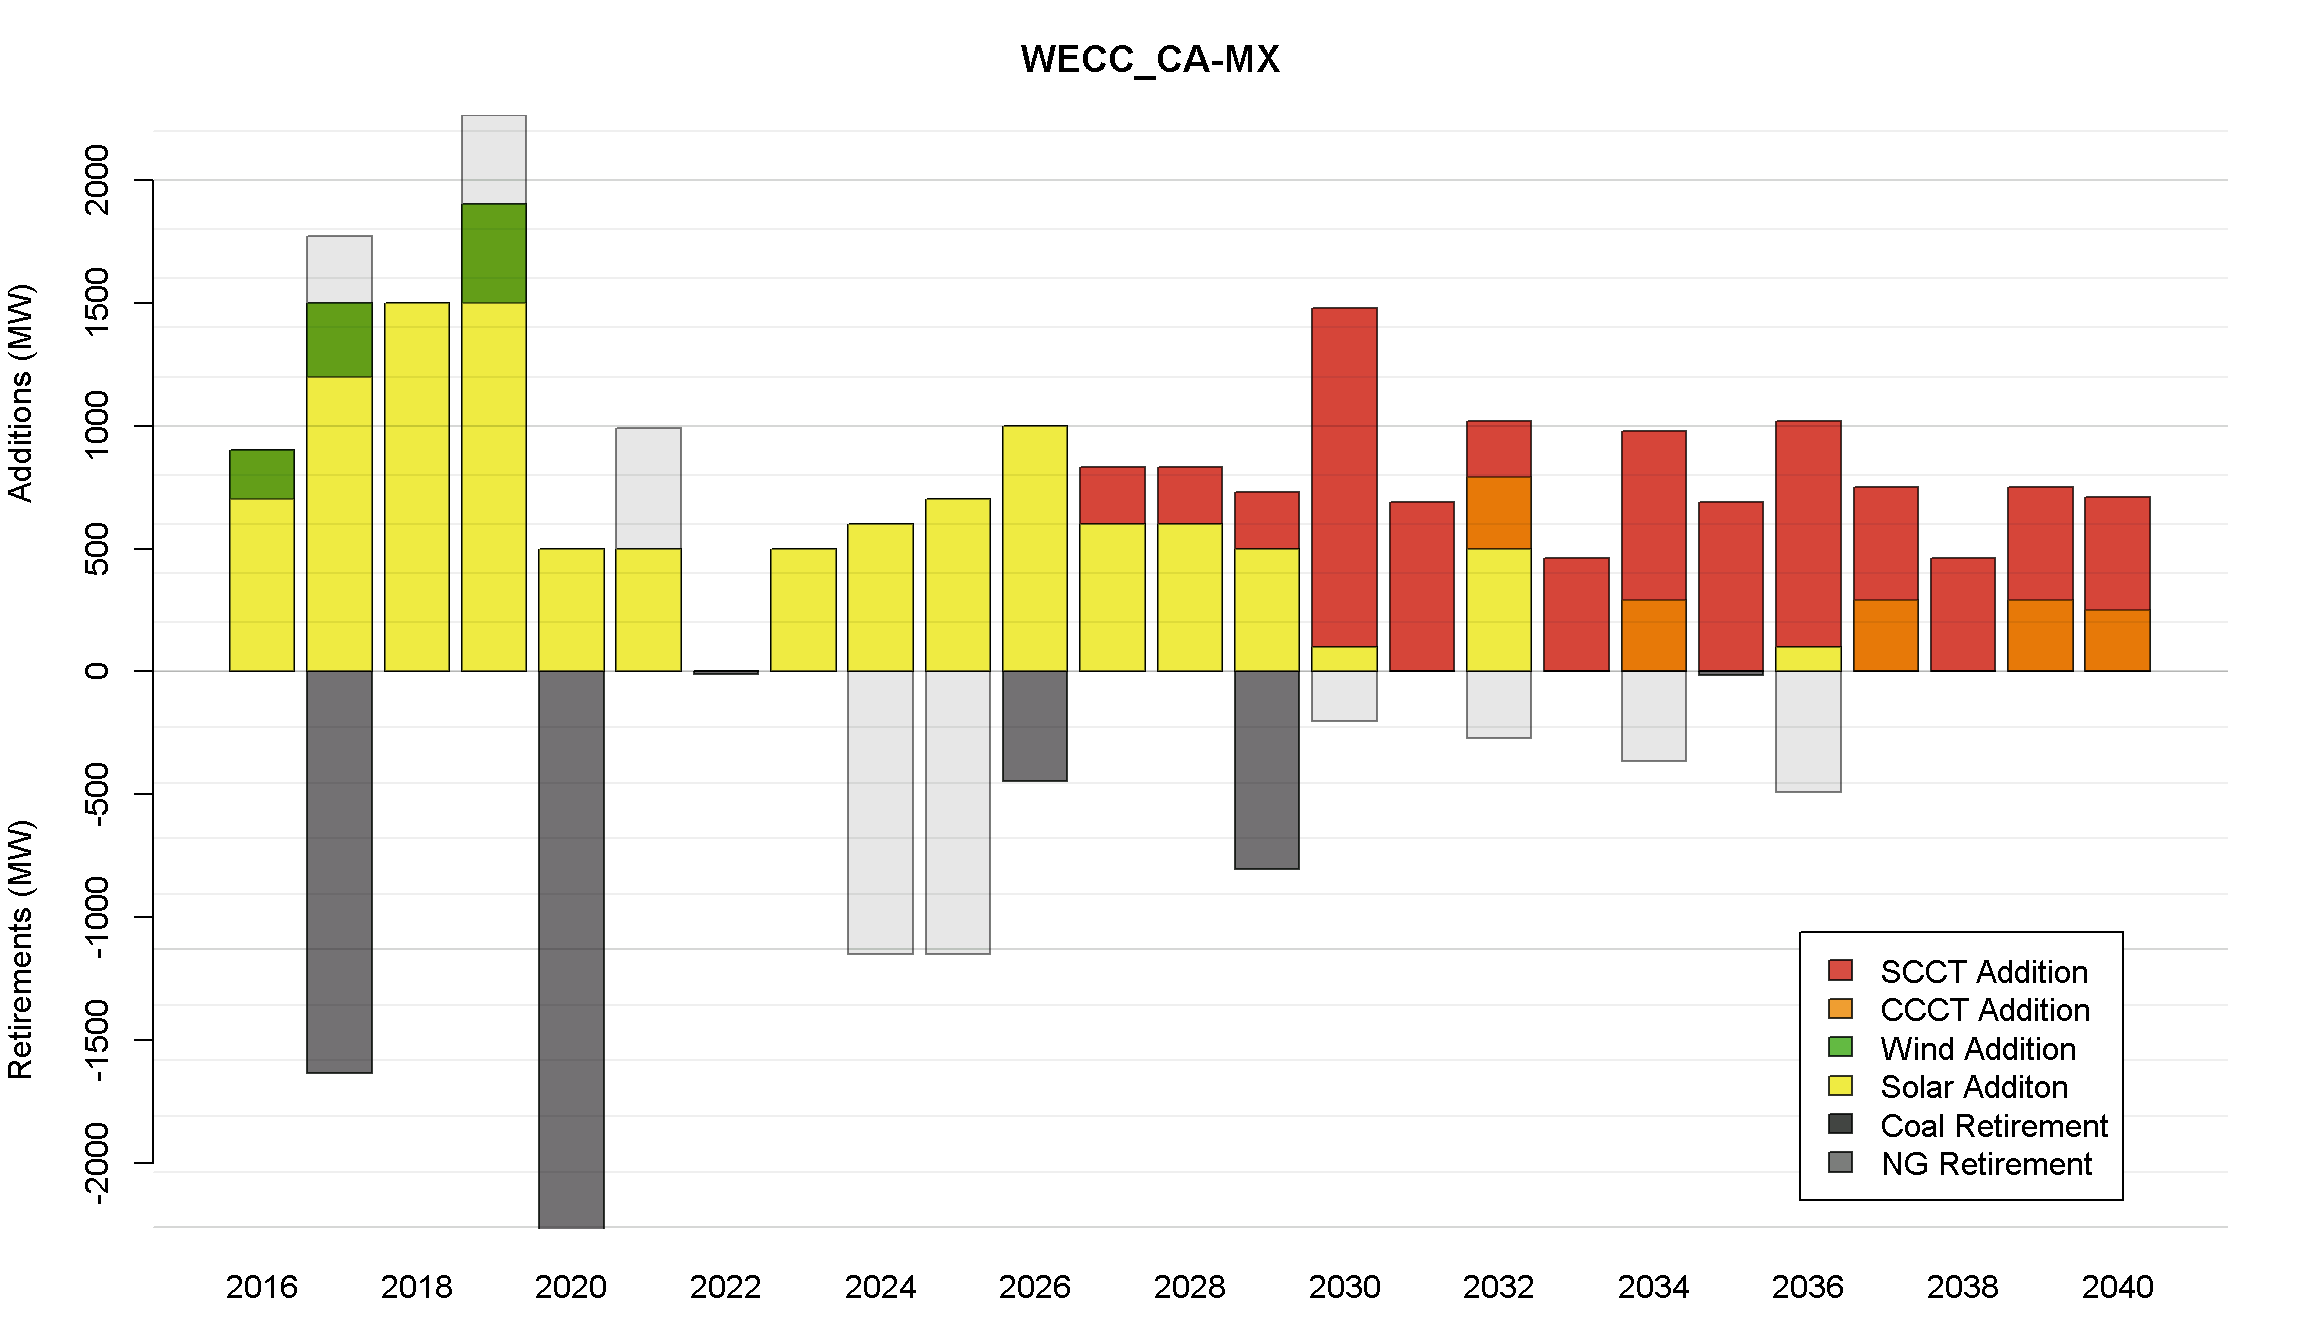 WECC_CA-MX
Additions (MW)
Retirements (MW)
2000
1500
1000
500
0
-500
-1000
-1500
-2000
2016 2018 2020 2022 2024 2026 2028 2030 2032 2034 2036 2038 2040
SCCT Addition
CCCT Addition
Wind Addition
Solar Additon
Coal Retirement
NG Retirement